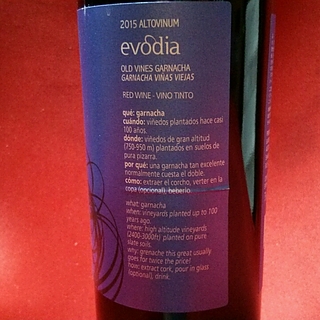 2015 ALTOVINUM
evodia
OLD VINES GARNACHA
GARNACHA VIÑAS VIEJAS
RED WINE - VINO TINTO
qué: garnacha
cuándo: viñedos plantados hace casi
100 años.
dónde: viñedos de gran altitud
(750-950 m) plantados en suelos de
pura pizarra.
por qué: una garnacha tan excelente
normalmente cuesta el doble.
cómo: extraer el corcho, verter en la
copa (opcional), beberlo.
what: garnacha
when: vineyards planted up to 100
years ago.
where: high altitude vineyards
(2400-3000ft) planted on pure
slate soils.
why: grenache this great usually
goes for twice the price!
how: extract cork, pour in glass
(optional), drink.